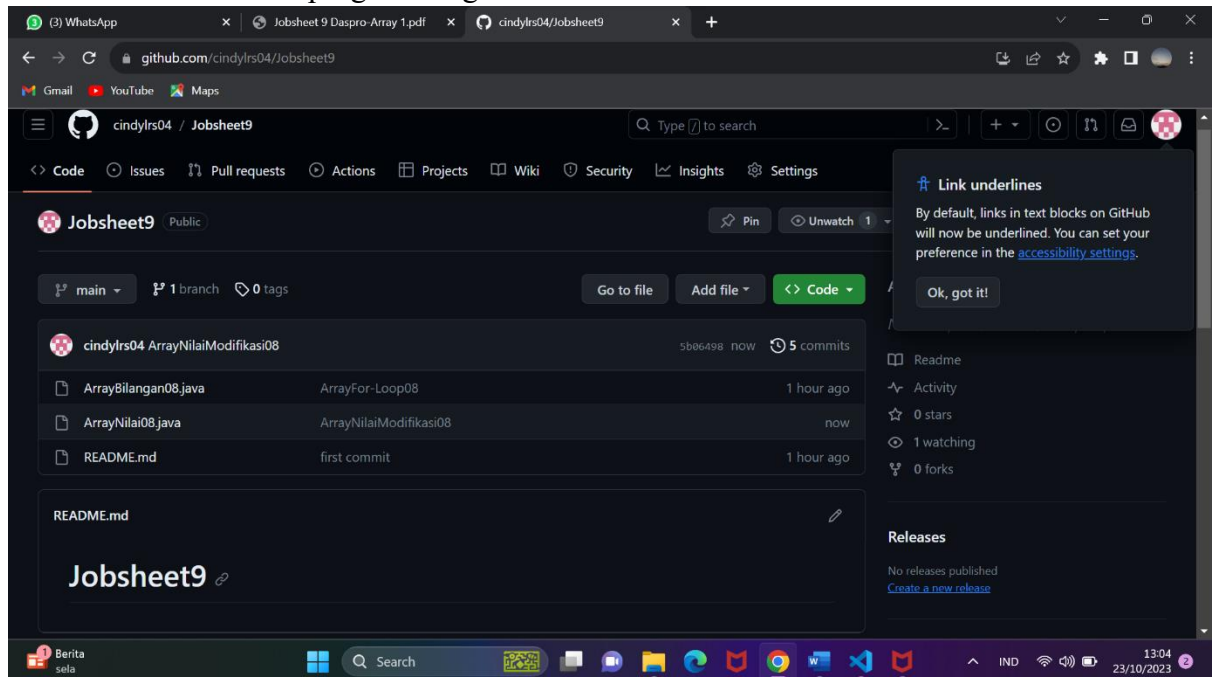 (3) WhatsApp
Jobsheet 9 Daspro-Array 1.pdf
cindylrs04/Jobsheet9
github.com/cindylrs04/Jobsheet9
Gmail YouTube Maps
cindylrs04 / Jobsheet9
Type / to search
Code Issues Pull requests Actions Projects Wiki Security Insights Settings
Link underlines
By default, links in text blocks on GitHub
will now be underlined. You can set your
preference in the accessibility settings.
Ok, got it!
Jobsheet9 Public
Pin Unwatch 1
main 1 branch 0 tags
Go to file Add file <> Code
cindylrs04 ArrayNilaiModifikasi08 5b06498 now 5 commits
ArrayBilangan08.java ArrayFor-Loop08 1 hour ago
ArrayNilai08.java ArrayNilaiModifikasi08 now
README.md first commit 1 hour ago
Readme
Activity
0 stars
1 watching
0 forks
README.md
Jobsheet9
Releases
No releases published
Create a new release
1
Berita
sela
Search
IND
13:04
23/10/2023
2